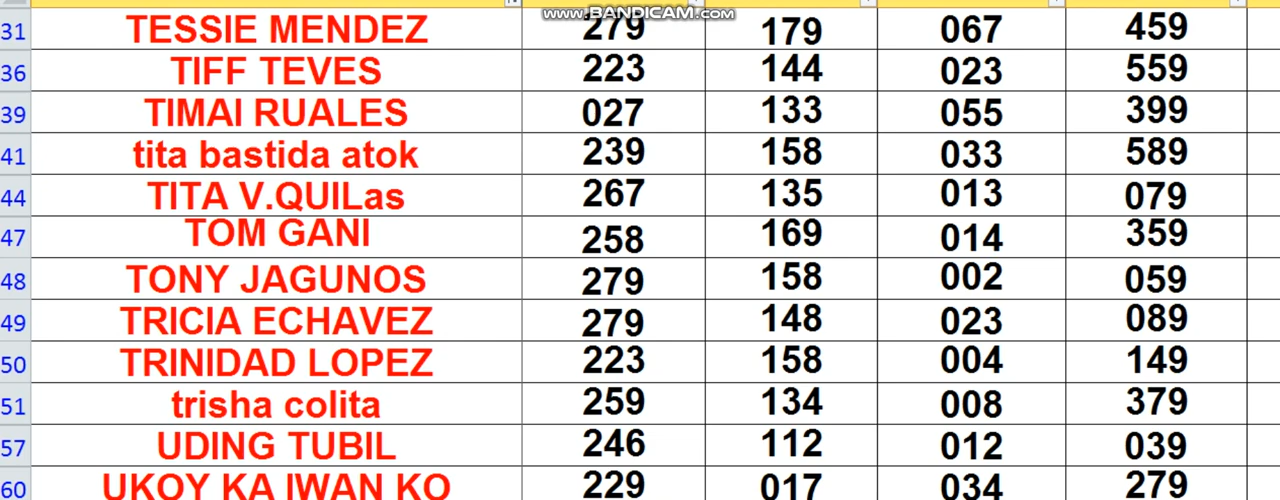 www.BANDICAM.com
31 TESSIE MENDEZ 279 179 067 459
36 TIFF TEVES 223 144 023 559
39 TIMAI RUALES 027 133 055 399
41 tita bastida atok 239 158 033 589
44 TITA V.QUILas 267 135 013 079
47 TOM GANI 258 169 014 359
48 TONY JAGUNOS 279 158 002 059
49 TRICIA ECHAVEZ 279 148 023 089
50 TRINIDAD LOPEZ 223 158 004 149
51 trisha colita 259 134 008 379
57 UDING TUBIL 246 112 012 039
60 UKOY KA IWAN KO 229 017 034 279